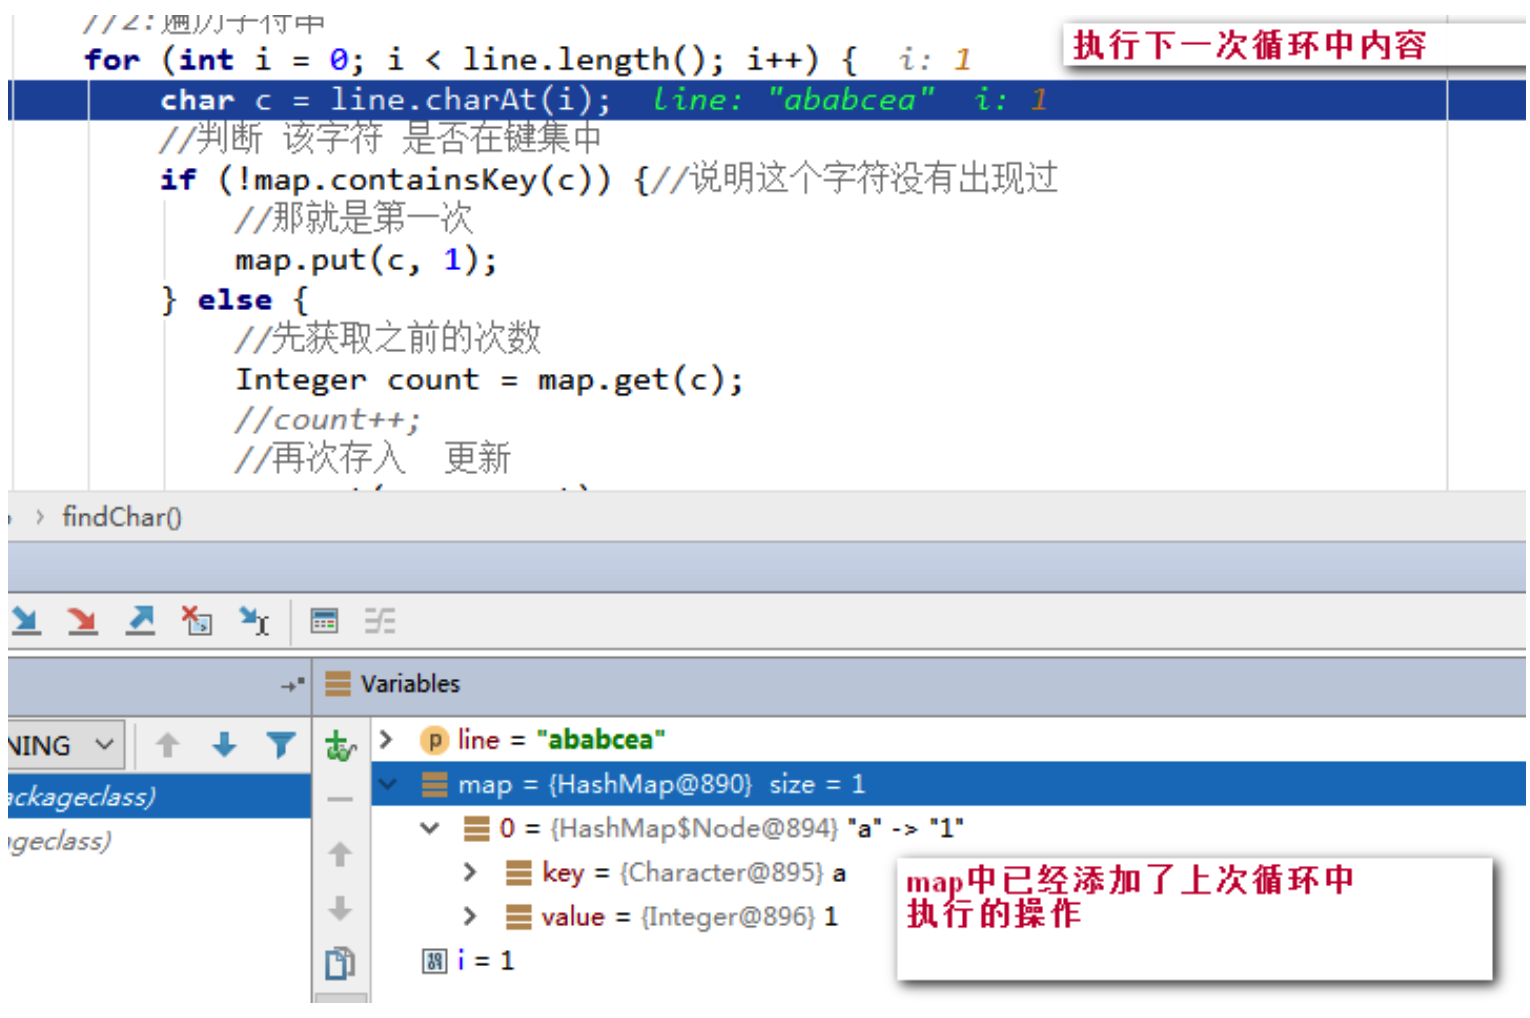 //2:遍历字符串
for (int i = 0; i < line.length(); i++) {  i: 1
执行下一次循环中内容
char c = line.charAt(i);  line: "ababcea"  i: 1
//判断 该字符 是否在键集中
if (!map.containsKey(c)) {//说明这个字符没有出现过
//那就是第一次
map.put(c, 1);
} else {
//先获取之前的次数
Integer count = map.get(c);
//count++;
//再次存入  更新
findChar()
Variables
NING
line = "ababcea"
map = {HashMap@890} size = 1
ackageclass)
0 = {HashMap$Node@894} "a" -> "1"
geclass)
key = {Character@895} a
value = {Integer@896} 1
map中已经添加了上次循环中
执行的操作
i = 1